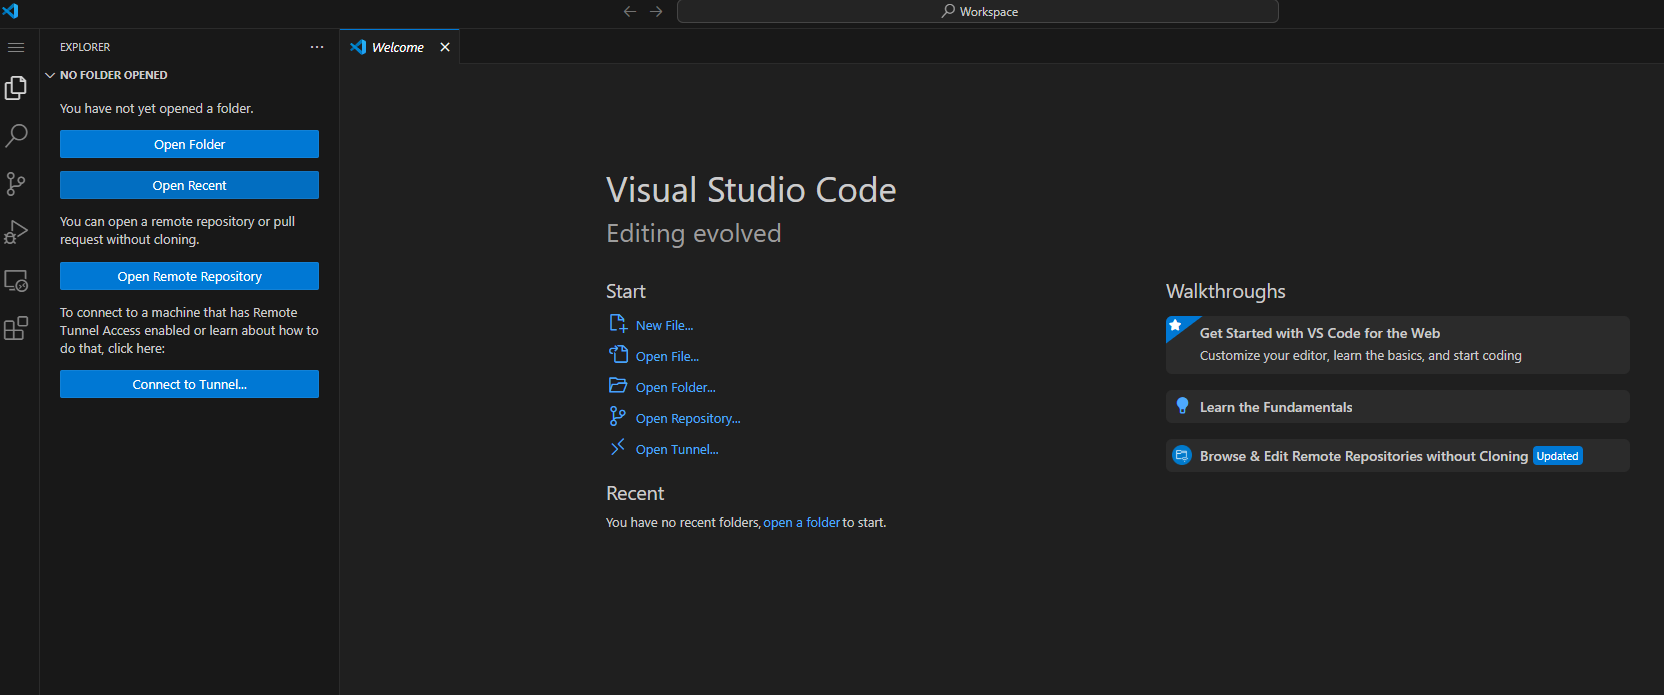 Workspace
EXPLORER
NO FOLDER OPENED
You have not yet opened a folder.
Open Folder
Open Recent
You can open a remote repository or pull
request without cloning.
Open Remote Repository
To connect to a machine that has Remote
Tunnel Access enabled or learn about how to
do that, click here:
Connect to Tunnel...
Welcome
Visual Studio Code
Editing evolved
Start
New File...
Open File...
Open Folder...
Open Repository...
Open Tunnel...
Recent
You have no recent folders, open a folder to start.
Walkthroughs
Get Started with VS Code for the Web
Customize your editor, learn the basics, and start coding
Learn the Fundamentals
Browse & Edit Remote Repositories without Cloning Updated